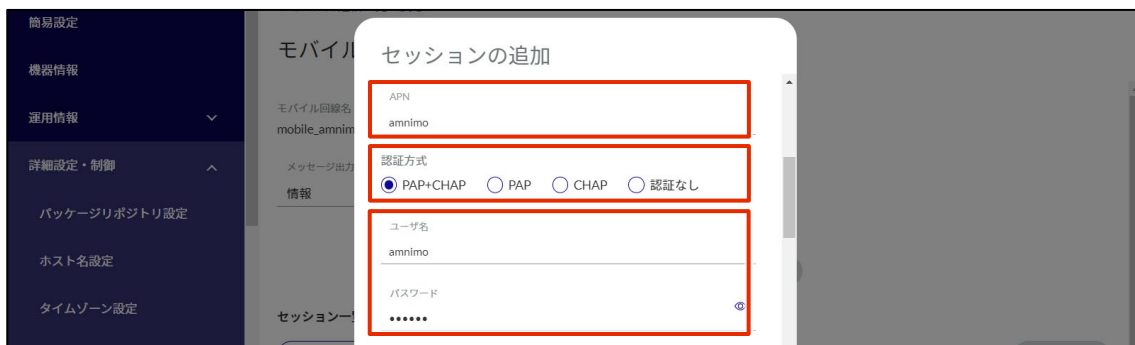 簡易設定
機器情報
運用情報
詳細設定・制御
パッケージリポジトリ設定
ホスト名設定
タイムゾーン設定
モバイル
モバイル回線名
mobile_amnim
メッセージ出力
情報
セッション一
セッションの追加
APN
amnimo
認証方式
PAP+CHAP PAP CHAP 認証なし
ユーザ名
amnimo
パスワード
••••••